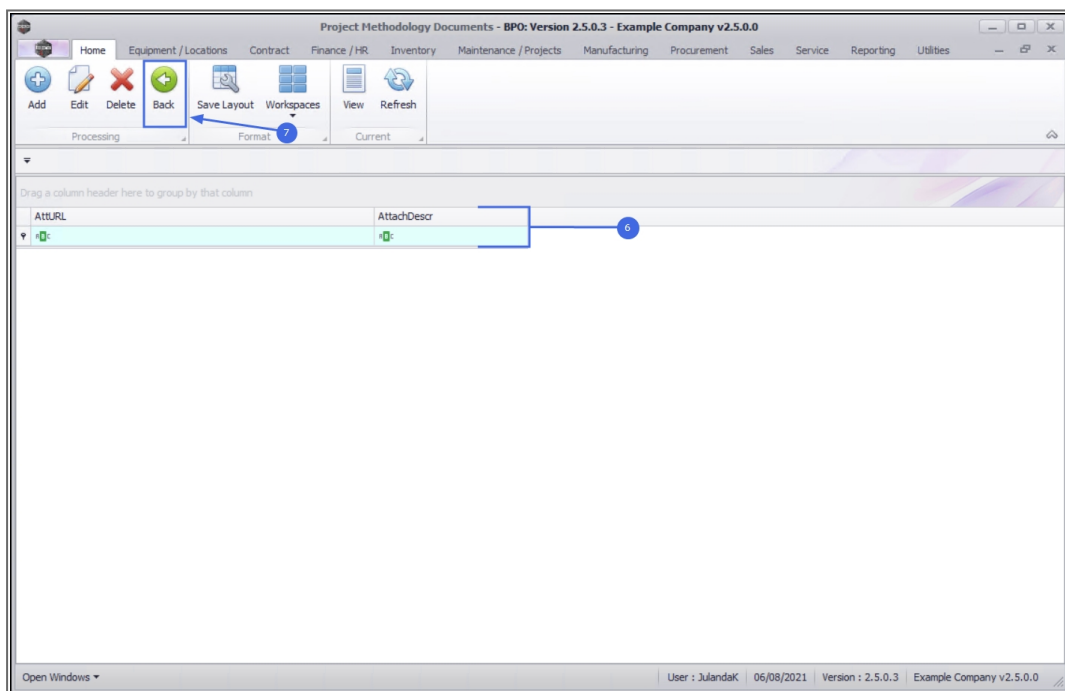 Project Methodology Documents - BPO: Version 2.5.0.3 - Example Company v2.5.0.0
Home Equipment / Locations Contract Finance / HR Inventory Maintenance / Projects Manufacturing Procurement Sales Service Reporting Utilities
Add Edit Delete Back Save Layout Workspaces View Refresh
7
Processing Format Current
Drag a column header here to group by that column
AttURL AttachDescr
6
Open Windows User : JulandaK 06/08/2021 Version : 2.5.0.3 Example Company v2.5.0.0